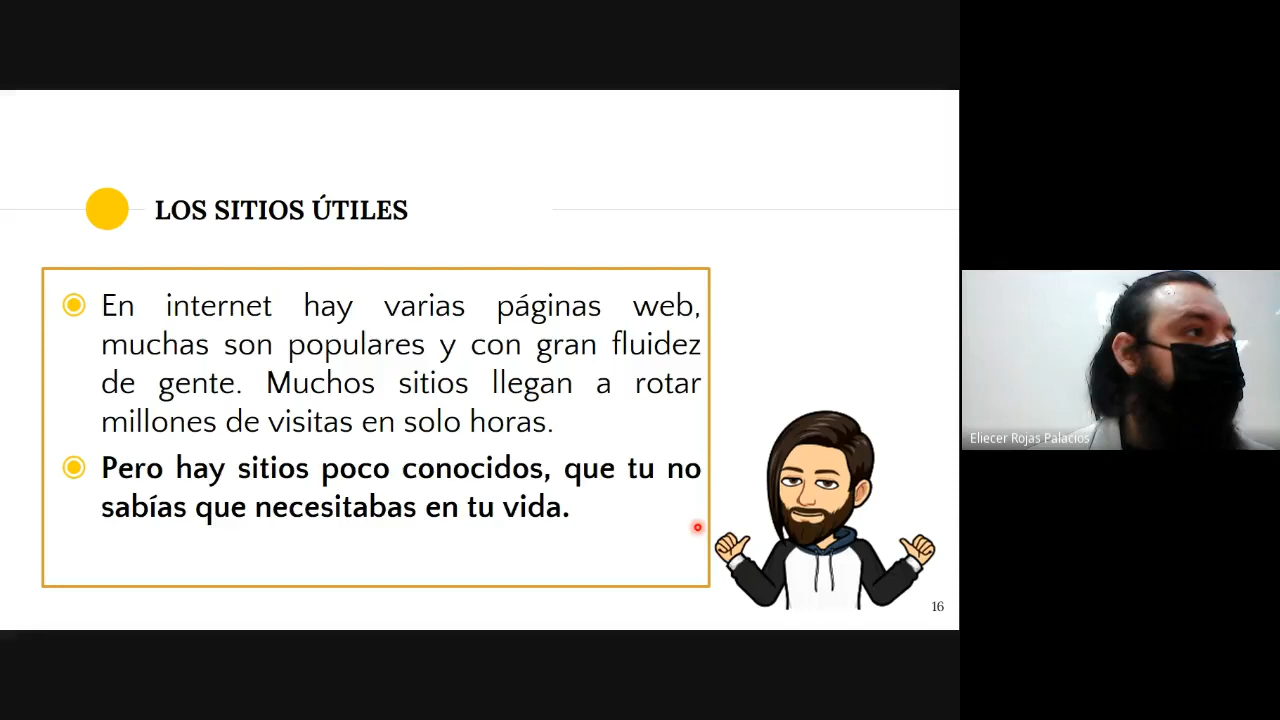 LOS SITIOS ÚTILES
En internet hay varias páginas web,
muchas son populares y con gran fluidez
de gente. Muchos sitios llegan a rotar
millones de visitas en solo horas.
Pero hay sitios poco conocidos, que tu no
sabías que necesitabas en tu vida.
16
Eliecer Rojas Palacios